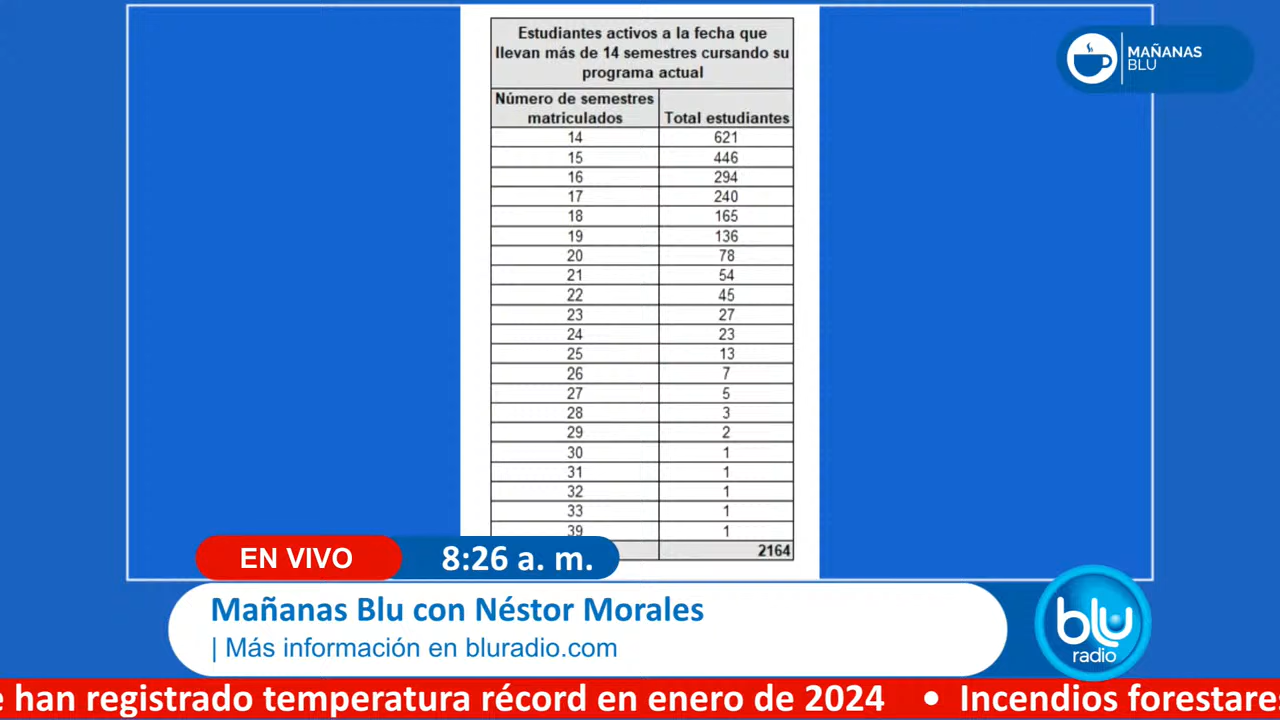 Estudiantes activos a la fecha que
llevan más de 14 semestres cursando su
programa actual
Número de semestres
matriculados
Total estudiantes
14 621
15 446
16 294
17 240
18 165
19 136
20 78
21 54
22 45
23 27
24 23
25 13
26 7
27 5
28 3
29 2
30 1
31 1
32 1
33 1
39 1
2164
MAÑANAS
BLU
EN VIVO
8:26 a. m.
Mañanas Blu con Néstor Morales
| Más información en bluradio.com
blu
radio
e han registrado temperatura récord en enero de 2024 • Incendios forestares